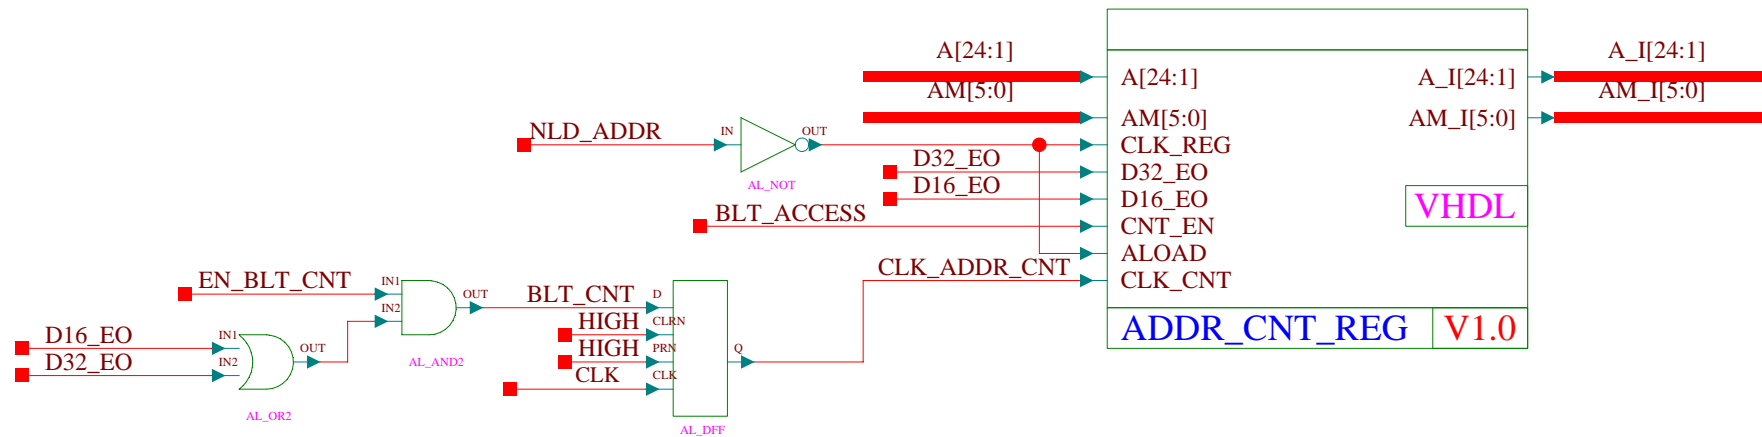 A[24:1]
A_I[24:1]
A[24:1]
A_I[24:1]
AM[5:0]
AM_I[5:0]
AM[5:0]
AM_I[5:0]
NLD_ADDR
IN
OUT
AL_NOT
CLK_REG
D32_EO
D32_EO
D16_EO
D16_EO
VHDL
BLT_ACCESS
CNT_EN
ALOAD
CLK_ADDR_CNT
CLK_CNT
ADDR_CNT_REG
V1.0
EN_BLT_CNT
IN1
IN2
OUT
AL_AND2
BLT_CNT
D
HIGH
CLRN
HIGH
PRN
CLK
CLK
Q
AL_DFF
D16_EO
IN1
D32_EO
IN2
OUT
AL_OR2